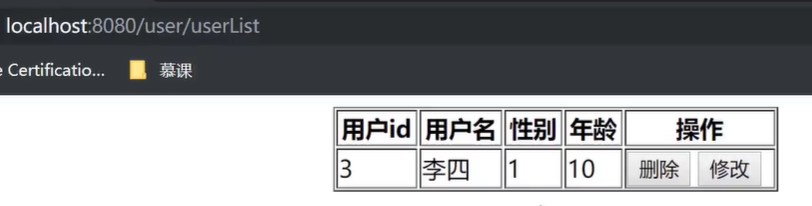 localhost:8080/user/userList
e Certificatio... 慕课
用户id 用户名 性别 年龄 操作
3 李四 1 10 删除 修改